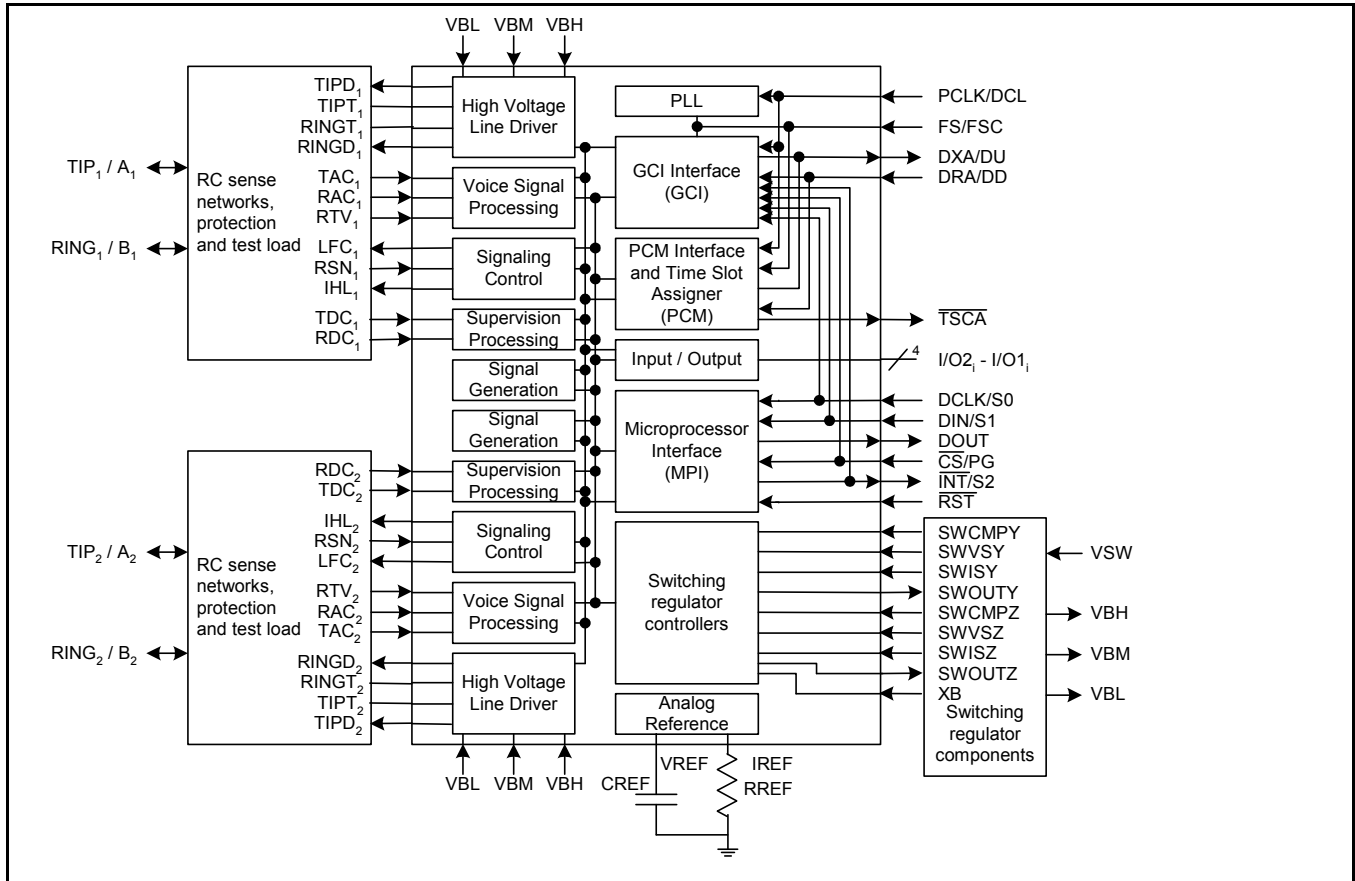 VBL VBM VBH
TIP₁ / A₁
RING₁ / B₁
RC sense
networks,
protection
and test load
TIPD₁
TIPT₁
RINGT₁
RINGD₁
TAC₁
RAC₁
RTV₁
LFC₁
RSN₁
IHL₁
TDC₁
RDC₁
TIP₂ / A₂
RING₂ / B₂
RC sense
networks,
protection
and test load
RDC₂
TDC₂
IHL₂
RSN₂
LFC₂
RTV₂
RAC₂
TAC₂
RINGD₂
RINGT₂
TIPT₂
TIPD₂
High Voltage
Line Driver
Voice Signal
Processing
Signaling
Control
Supervision
Processing
Signal
Generation
Signal
Generation
Supervision
Processing
Signaling
Control
Voice Signal
Processing
High Voltage
Line Driver
VBL VBM VBH
PLL
GCI Interface
(GCI)
PCM Interface
and Time Slot
Assigner
(PCM)
Input / Output
Microprocessor
Interface
(MPI)
Switching
regulator
controllers
Analog
Reference
VREF
CREF
IREF
RREF
PCLK/DCL
FS/FSC
DXA/DU
DRA/DD
TSCA
4
I/O2ᵢ - I/O1ᵢ
DCLK/S0
DIN/S1
DOUT
CS/PG
INT/S2
RST
SWCMPY
SWVSY
SWISY
SWOUTY
SWCMPZ
SWVSZ
SWISZ
SWOUTZ
XB
Switching
regulator
components
VSW
VBH
VBM
VBL